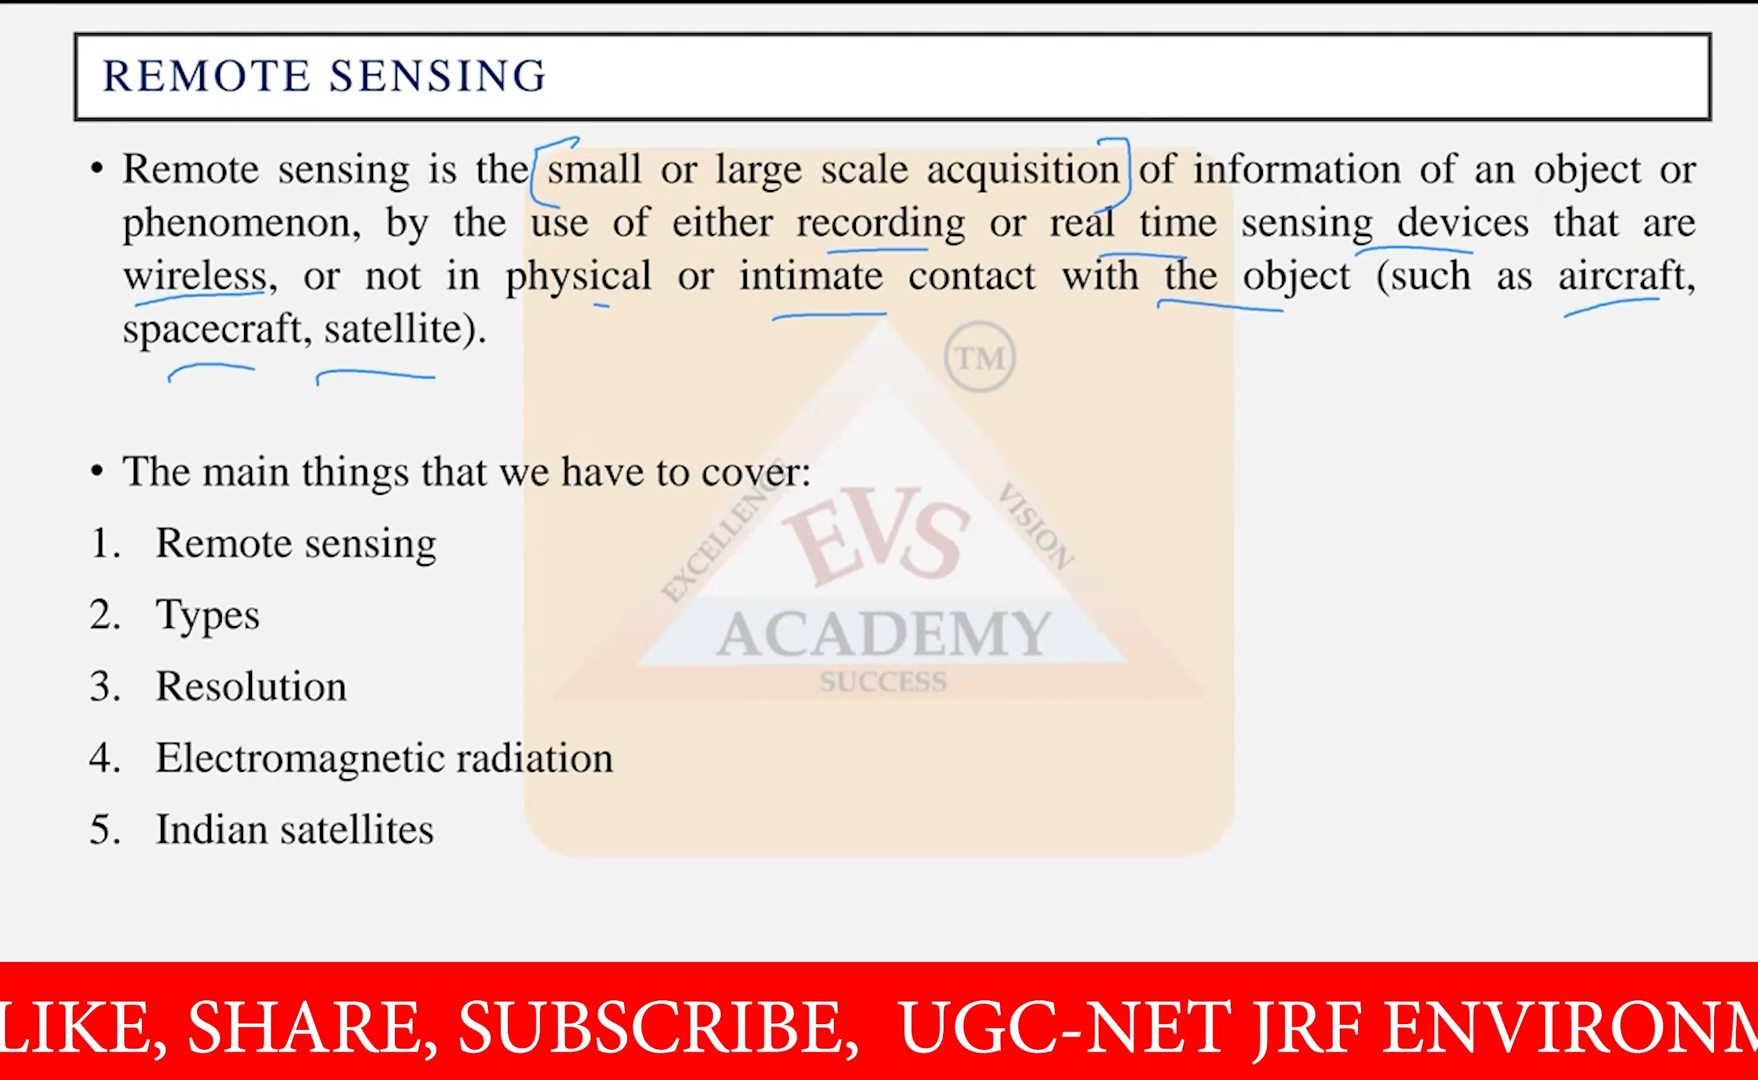 REMOTE SENSING
• Remote sensing is the small or large scale acquisition of information of an object or
phenomenon, by the use of either recording or real time sensing devices that are
wireless, or not in physical or intimate contact with the object (such as aircraft,
spacecraft, satellite).
TM
• The main things that we have to cover:
1. Remote sensing
2. Types
3. Resolution
4. Electromagnetic radiation
5. Indian satellites
EXCELLENCE
VISION
EVS
ACADEMY
SUCCESS
LIKE, SHARE, SUBSCRIBE, UGC-NET JRF ENVIRONM